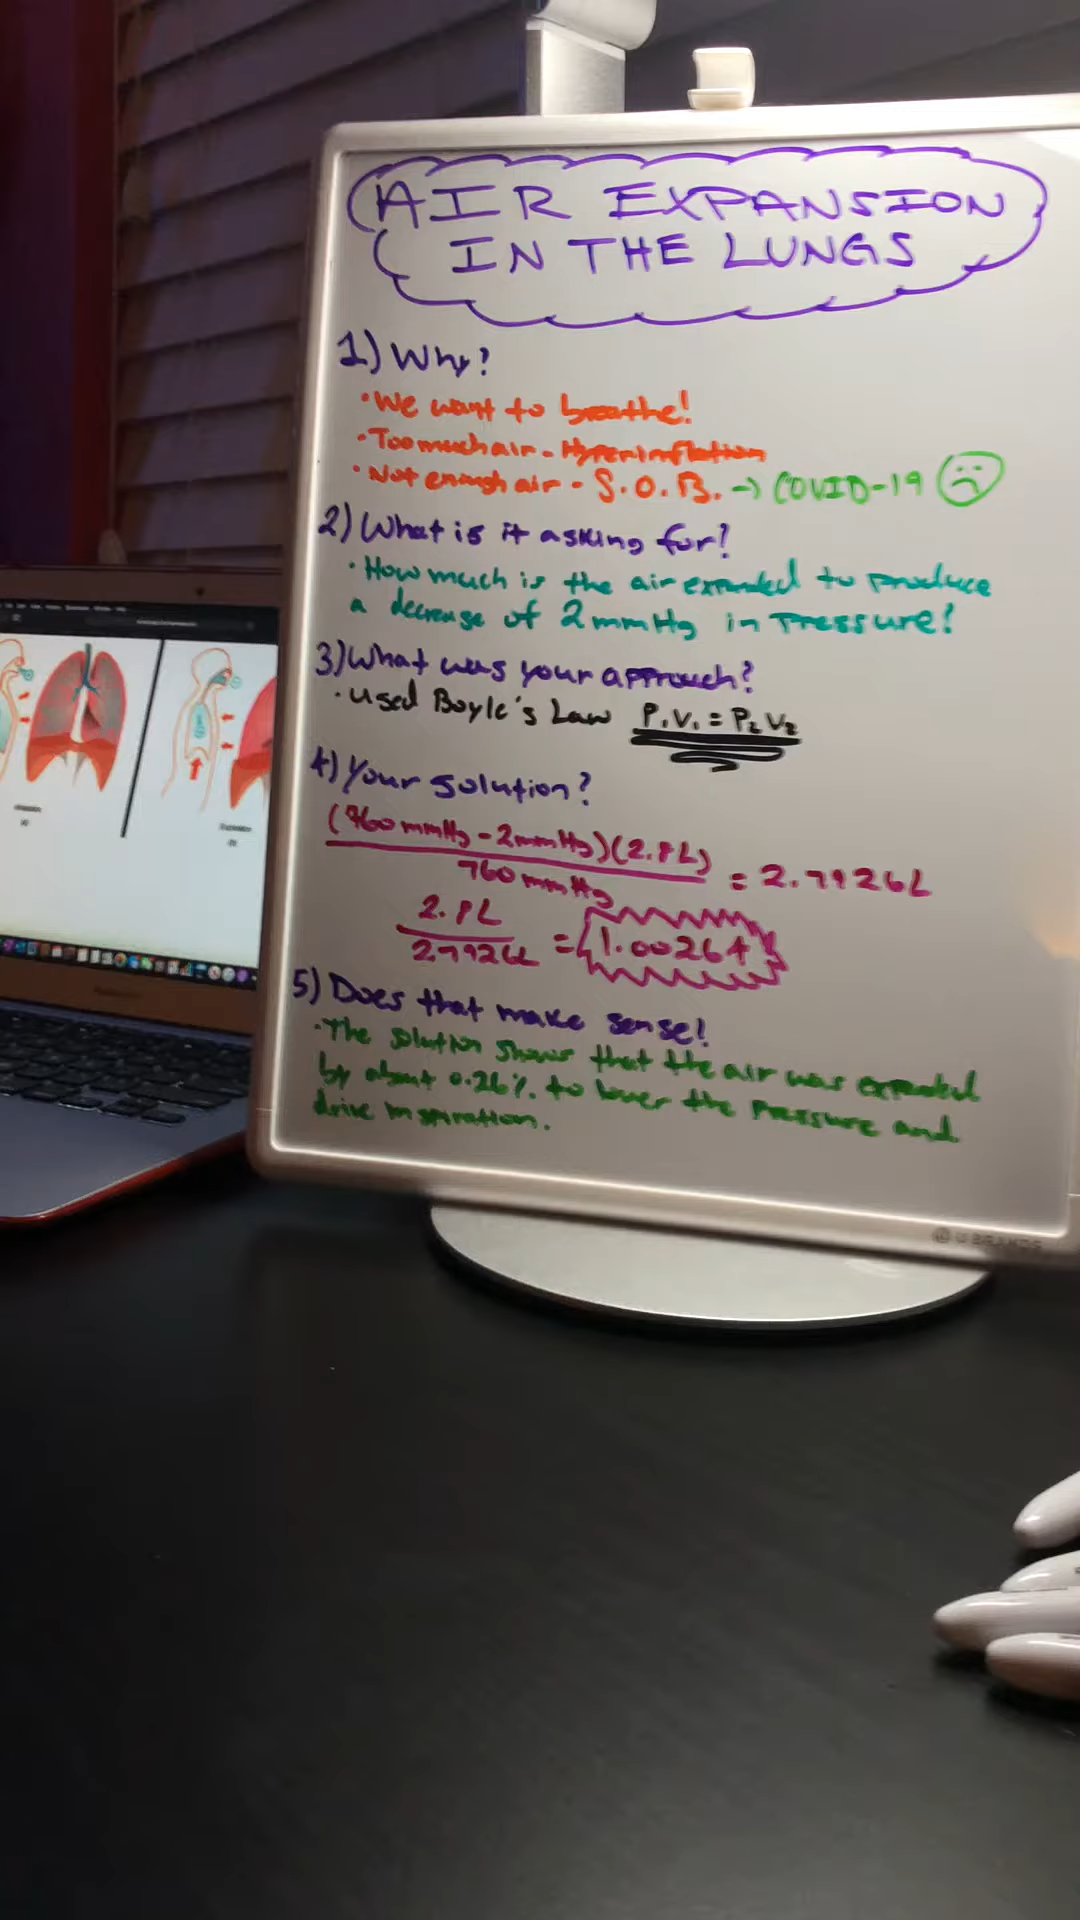 AIR EXPANSION
IN THE LUNGS
1) Why?
• We want to breathe!
• Too much air - Hyperinflation
• Not enough air - S.O.B. → COVID-19
2) What is it asking for?
• How much is the air expanded to produce
a decrease of 2mmHg in Pressure?
3) What was your approach?
• Used Boyle's Law P₁V₁ = P₂V₂
4) Your solution?
(760 mmHg - 2mmHg)(2.8L)
760 mmHg
= 2.7926L
2.8L
2.7926L
= 1.00264
5) Does that make sense?
• The solution shows that the air was expanded
by about 0.26% to lower the Pressure and
drive inspiration.
U BRANDS